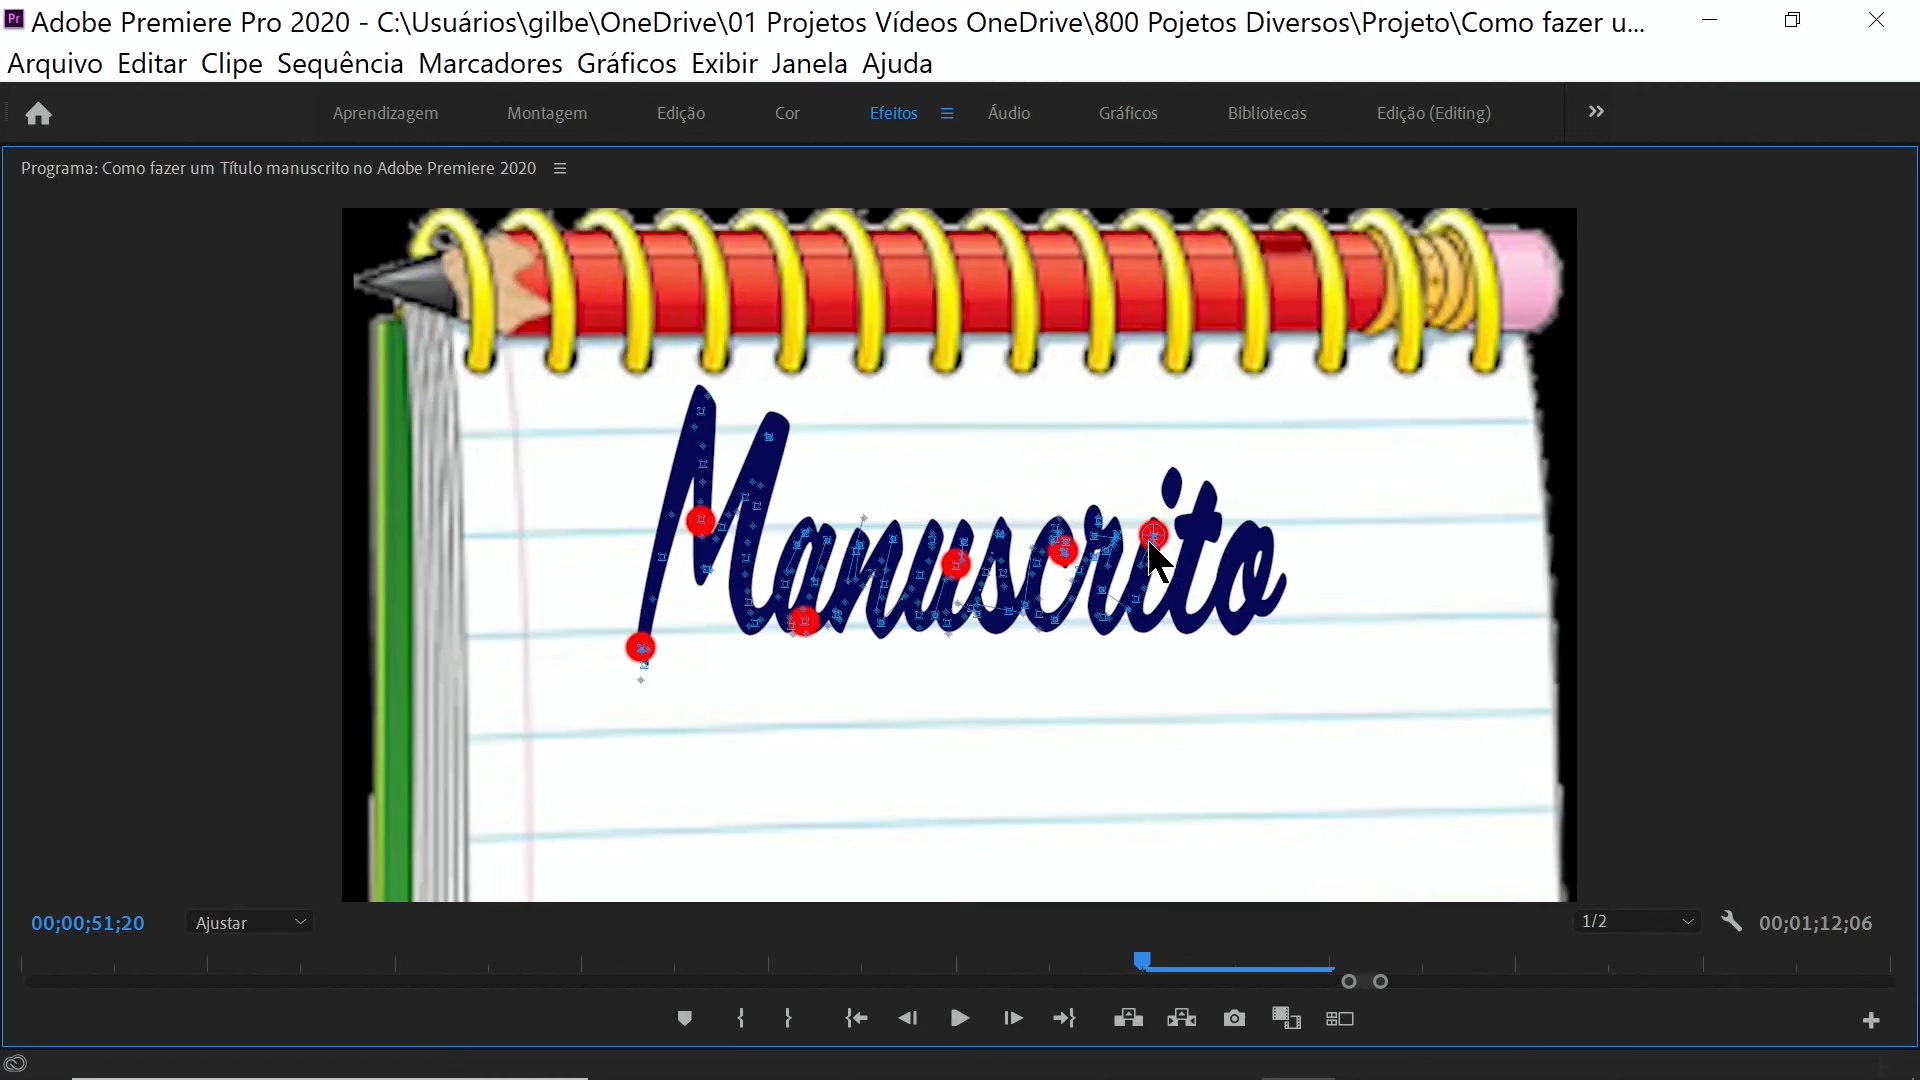 Pr Adobe Premiere Pro 2020 - C:\Usuários\gilbe\OneDrive\01 Projetos Vídeos OneDrive\800 Pojetos Diversos\Projeto\Como fazer u...
Arquivo Editar Clipe Sequência Marcadores Gráficos Exibir Janela Ajuda
Aprendizagem Montagem Edição Cor Efeitos Áudio Gráficos Bibliotecas Edição (Editing)
Programa: Como fazer um Título manuscrito no Adobe Premiere 2020
Manuscrito
00;00;51;20 Ajustar 1/2 00;01;12;06